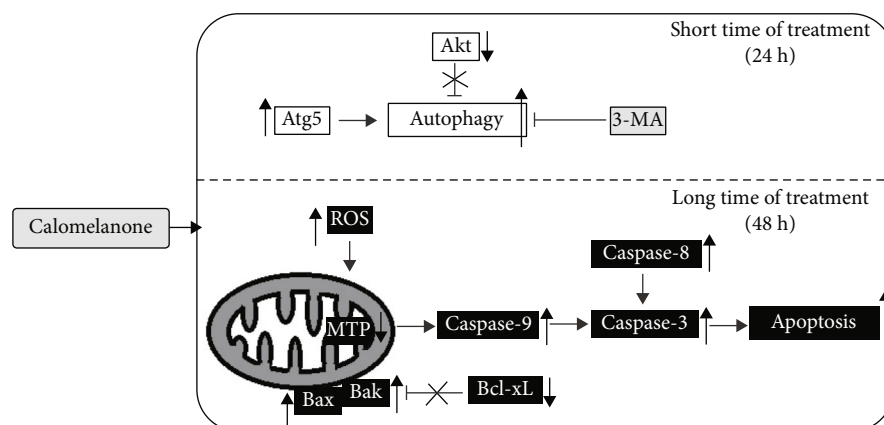 Short time of treatment
(24 h)
Akt
Atg5
Autophagy
3-MA
Calomelanone
Long time of treatment
(48 h)
ROS
Caspase-8
MTP
Caspase-9
Caspase-3
Apoptosis
Bax
Bak
Bcl-xL